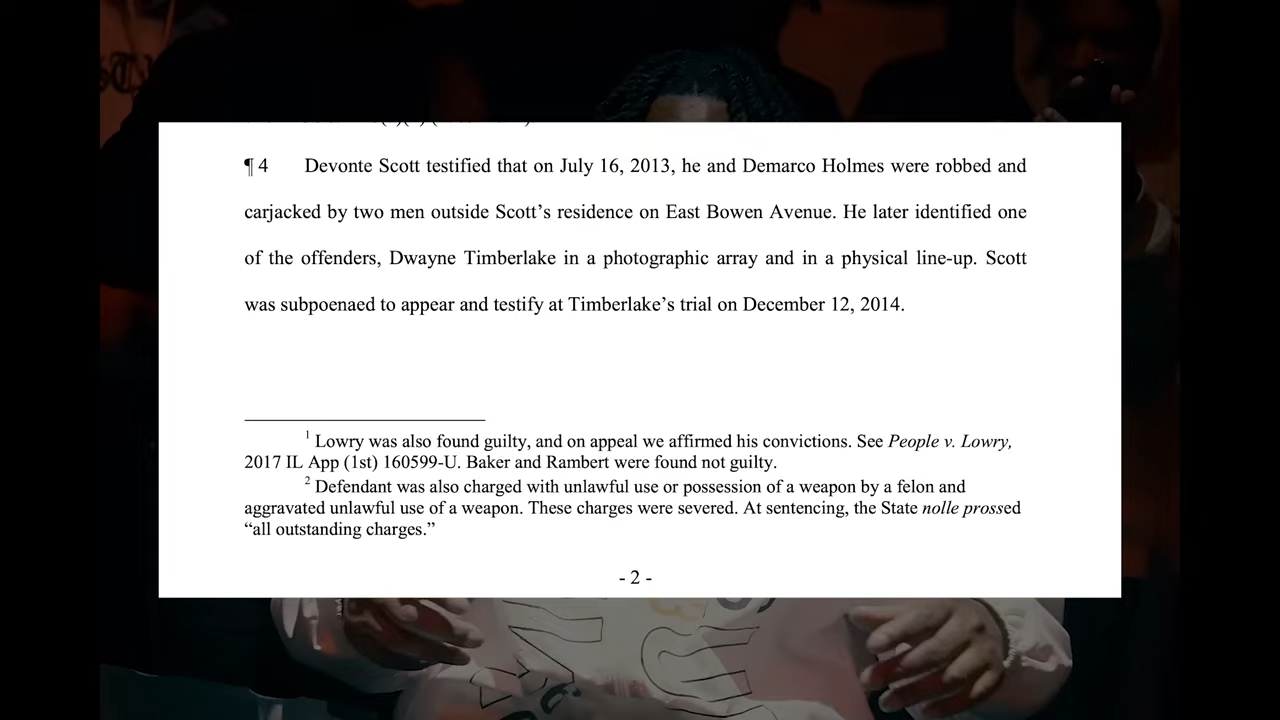 ¶ 4 Devonte Scott testified that on July 16, 2013, he and Demarco Holmes were robbed and
carjacked by two men outside Scott’s residence on East Bowen Avenue. He later identified one
of the offenders, Dwayne Timberlake in a photographic array and in a physical line-up. Scott
was subpoenaed to appear and testify at Timberlake’s trial on December 12, 2014.
1 Lowry was also found guilty, and on appeal we affirmed his convictions. See People v. Lowry,
2017 IL App (1st) 160599-U. Baker and Rambert were found not guilty.
2 Defendant was also charged with unlawful use or possession of a weapon by a felon and
aggravated unlawful use of a weapon. These charges were severed. At sentencing, the State nolle prossed
“all outstanding charges.”
- 2 -